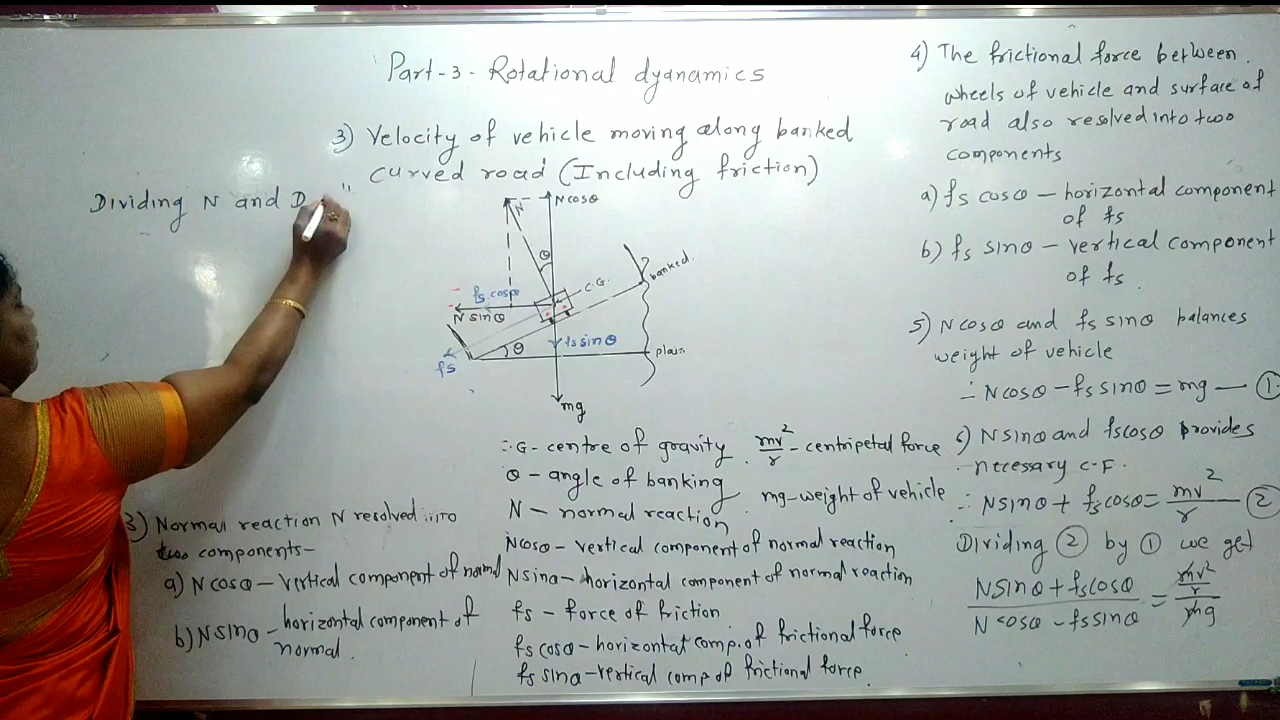 Part-3- Rotational dyanamics
3) Velocity of vehicle moving along banked
curved road (Including friction)
Dividing N and D
N
Ncosθ
θ
C.G.
banked.
fs cosθ
N sinθ
θ
fs sinθ
plain
fs
mg
3) Normal reaction N resolved into
two components-
a) N cosθ – vertical component of
b) N sinθ - horizontal component of
normal.
C.G- centre of gravity
θ – angle of banking
N – normal reaction
mv²/r - centripetal force
mg-weight of vehicle
Ncosθ – vertical component of normal reaction
Nsinθ – horizontal component of normal reaction
fs – force of friction
fs cosθ – horizontal comp. of frictional force
fs sinθ – vertical comp of frictional force.
4) The frictional force between
wheels of vehicle and surface of
road also resolved into two
components
a) fs cosθ – horizontal component
of fs
b) fs sinθ – vertical component
of fs.
5) N cosθ and fs sinθ balances
weight of vehicle
∴ N cosθ – fs sinθ = mg — ①
6) N sinθ and fs cosθ provides
necessary C.F.
∴ N sinθ + fs cosθ = mv²/r — ②
Dividing ② by ① we get
Nsinθ + fs cosθ / N cosθ – fs sinθ = mv²/r / mg